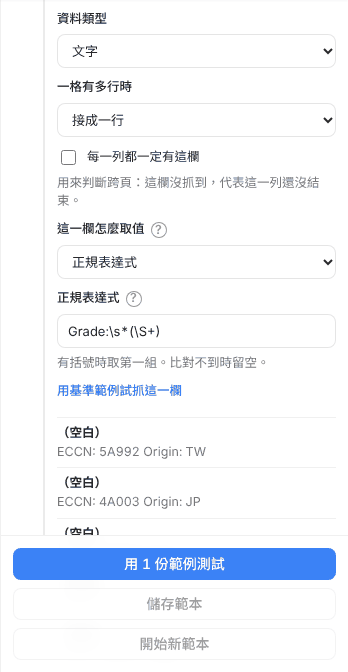 資料類型
文字
一格有多行時
接成一行
每一列都一定有這欄
用來判斷跨頁：這欄沒抓到，代表這一列還沒結
束。
這一欄怎麼取值 ?
正規表達式
正規表達式 ?
Grade:\s*(\S+)
有括號時取第一組。比對不到時留空。
用基準範例試抓這一欄
（空白）
ECCN: 5A992 Origin: TW
（空白）
ECCN: 4A003 Origin: JP
（空白）
用 1 份範例測試
儲存範本
開始新範本